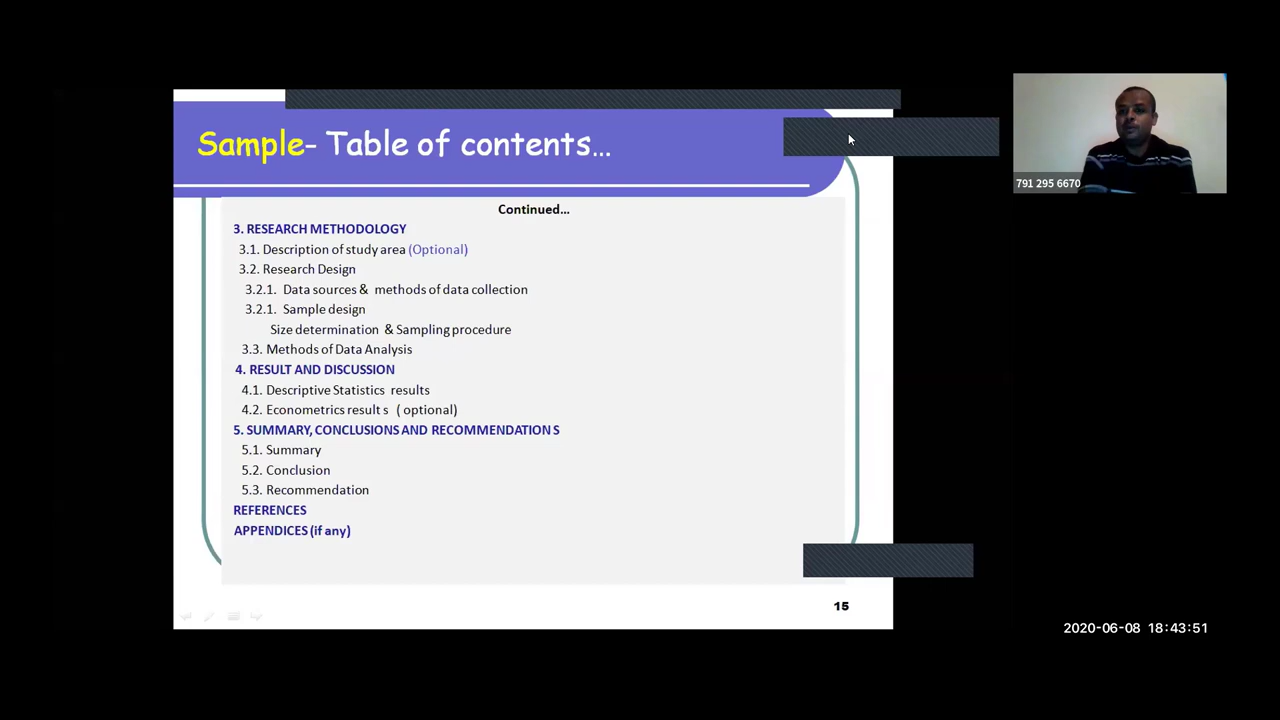 Sample- Table of contents…
Continued…
3. RESEARCH METHODOLOGY
3.1. Description of study area (Optional)
3.2. Research Design
3.2.1. Data sources & methods of data collection
3.2.1. Sample design
Size determination & Sampling procedure
3.3. Methods of Data Analysis
4. RESULT AND DISCUSSION
4.1. Descriptive Statistics results
4.2. Econometrics result s ( optional)
5. SUMMARY, CONCLUSIONS AND RECOMMENDATION S
5.1. Summary
5.2. Conclusion
5.3. Recommendation
REFERENCES
APPENDICES (if any)
15
791 295 6670
2020-06-08 18:43:51